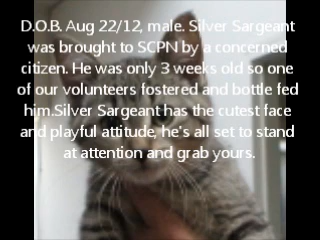 D.O.B. Aug 22/12, male. Silver Sargeant
was brought to SCPN by a concerned
citizen. He was only 3 weeks old so one
of our volunteers fostered and bottle fed
him.Silver Sargeant has the cutest face
and playful attitude, he's all set to stand
at attention and grab yours.